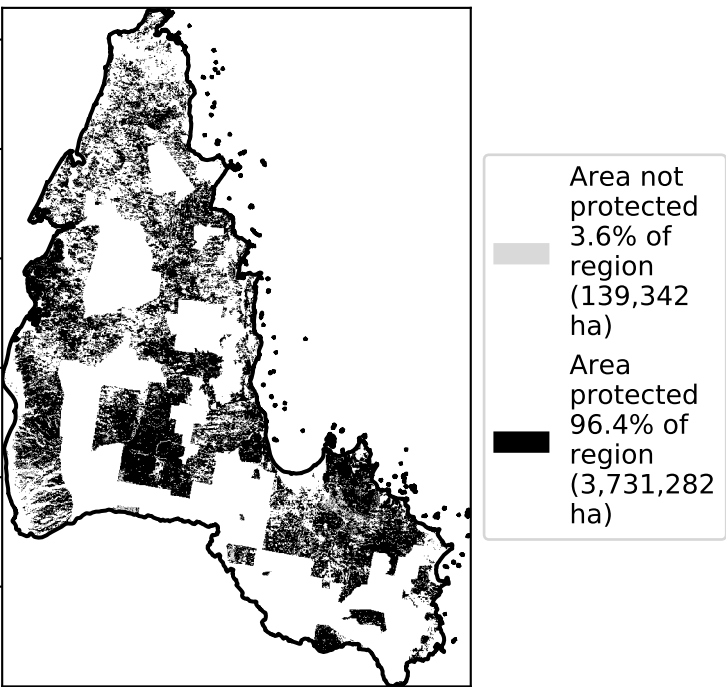 Area not
protected
3.6% of
region
(139,342
ha)
Area
protected
96.4% of
region
(3,731,282
ha)